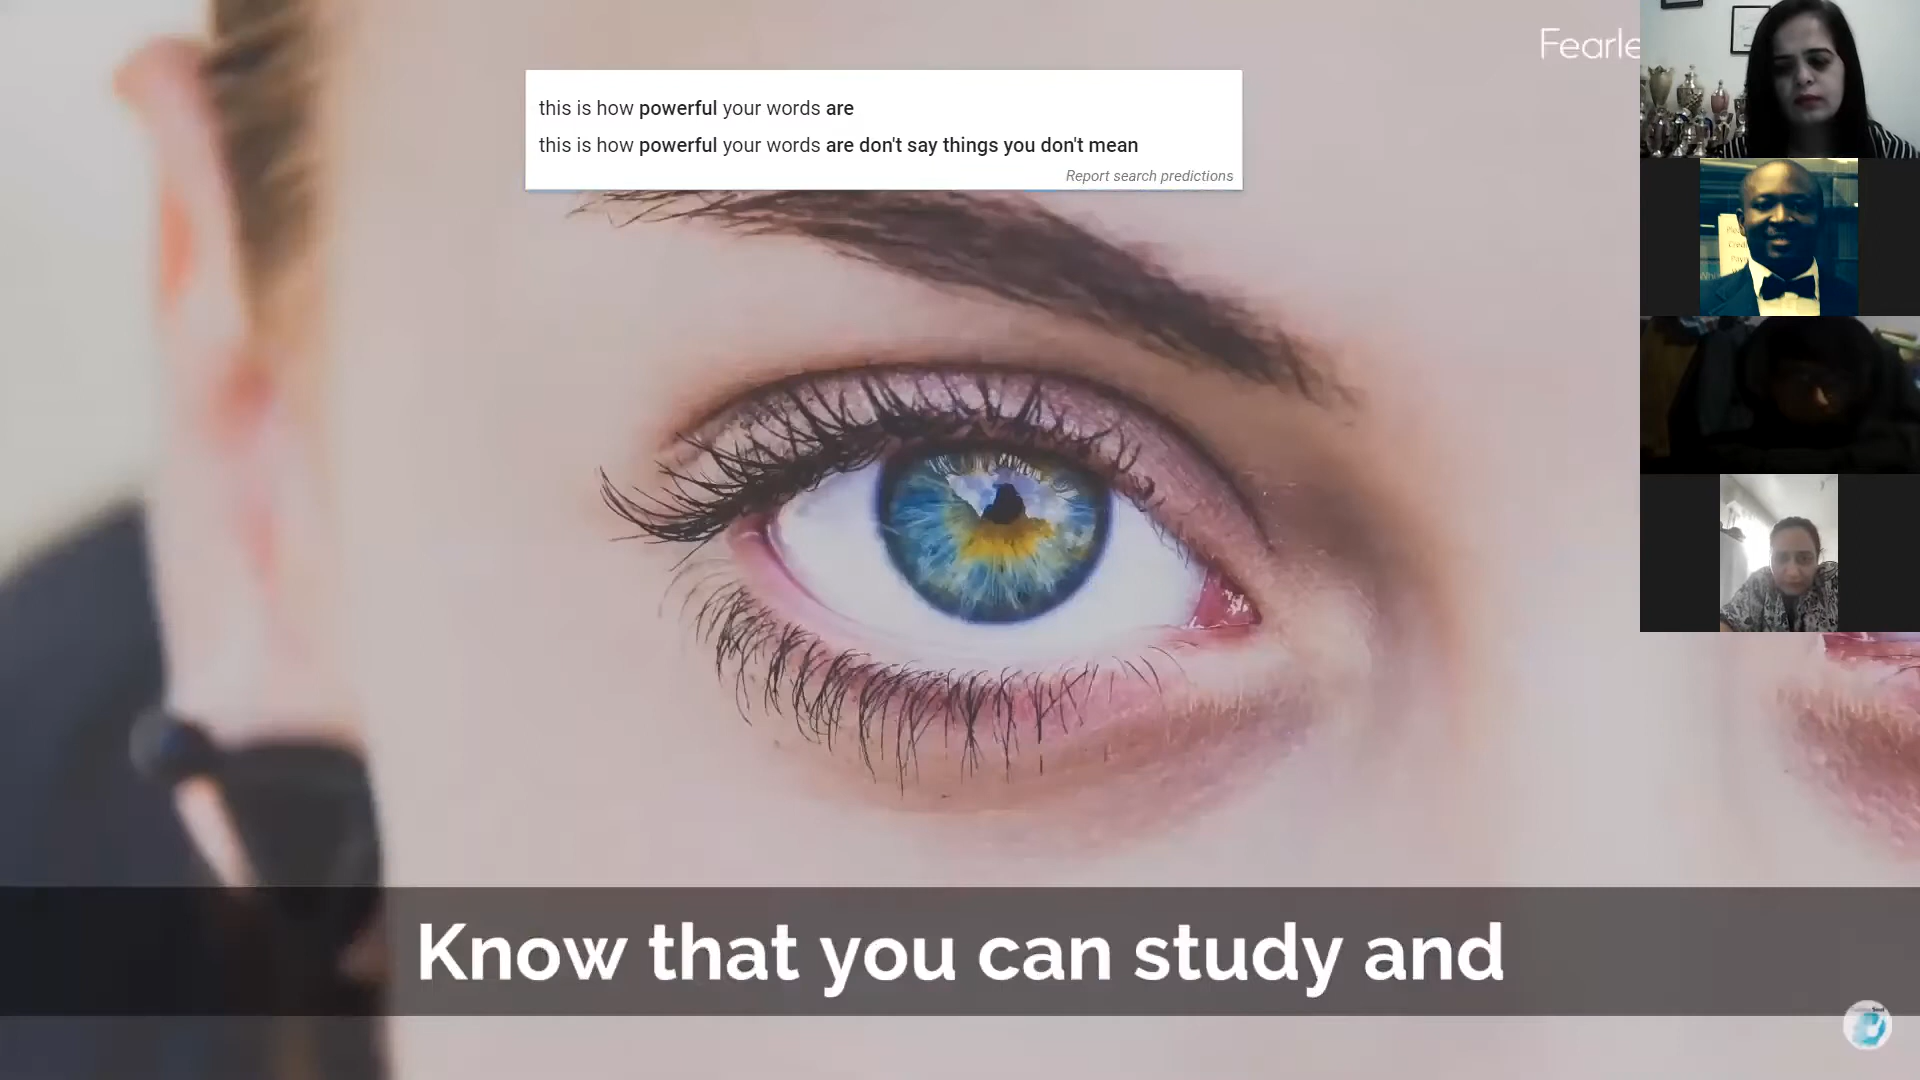 Fearle
this is how powerful your words are
this is how powerful your words are don't say things you don't mean
Report search predictions
Know that you can study and